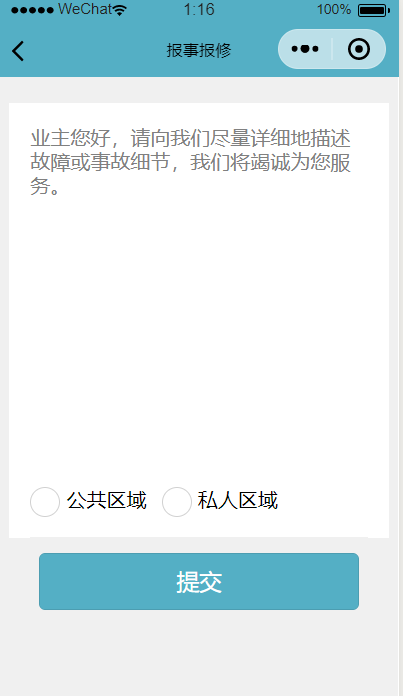 WeChat 1:16 100%
报事报修
业主您好，请向我们尽量详细地描述
故障或事故细节，我们将竭诚为您服
务。
公共区域 私人区域
提交